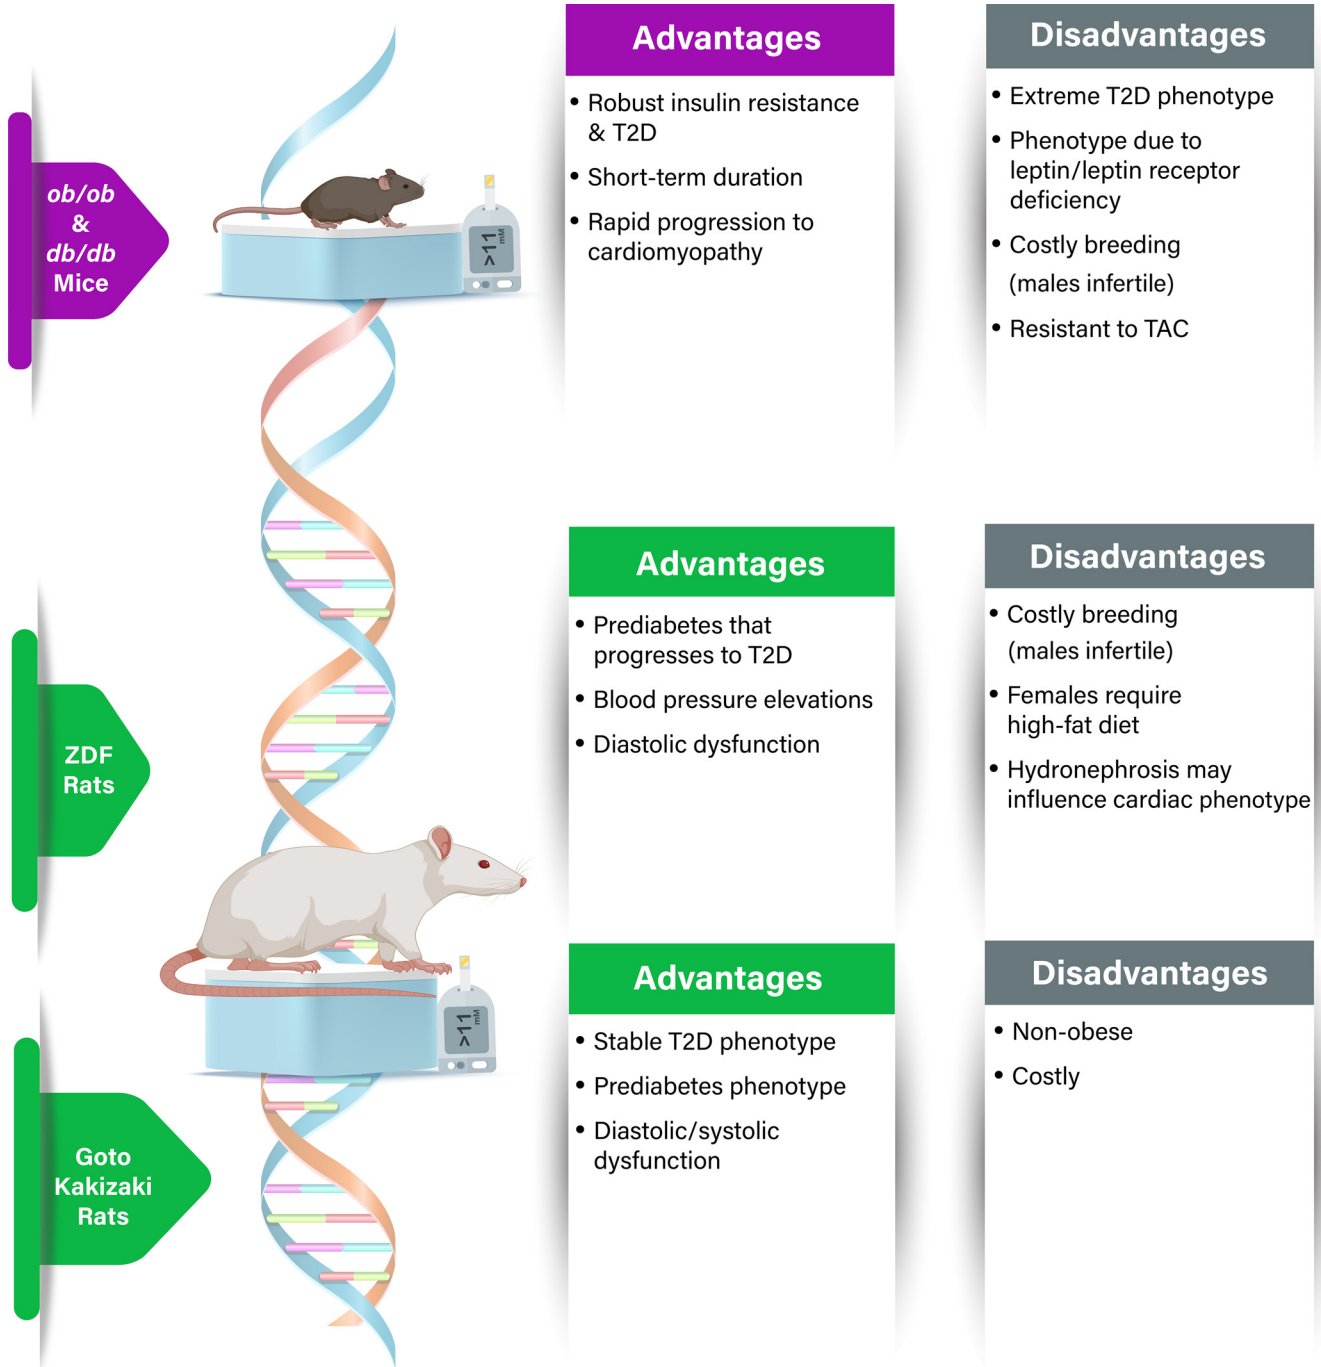 ob/ob
&
db/db
Mice
>11
mM
Advantages
• Robust insulin resistance
& T2D
• Short-term duration
• Rapid progression to
cardiomyopathy
Disadvantages
• Extreme T2D phenotype
• Phenotype due to
leptin/leptin receptor
deficiency
• Costly breeding
(males infertile)
• Resistant to TAC
ZDF
Rats
Advantages
• Prediabetes that
progresses to T2D
• Blood pressure elevations
• Diastolic dysfunction
Disadvantages
• Costly breeding
(males infertile)
• Females require
high-fat diet
• Hydronephrosis may
influence cardiac phenotype
>11
mM
Goto
Kakizaki
Rats
Advantages
• Stable T2D phenotype
• Prediabetes phenotype
• Diastolic/systolic
dysfunction
Disadvantages
• Non-obese
• Costly